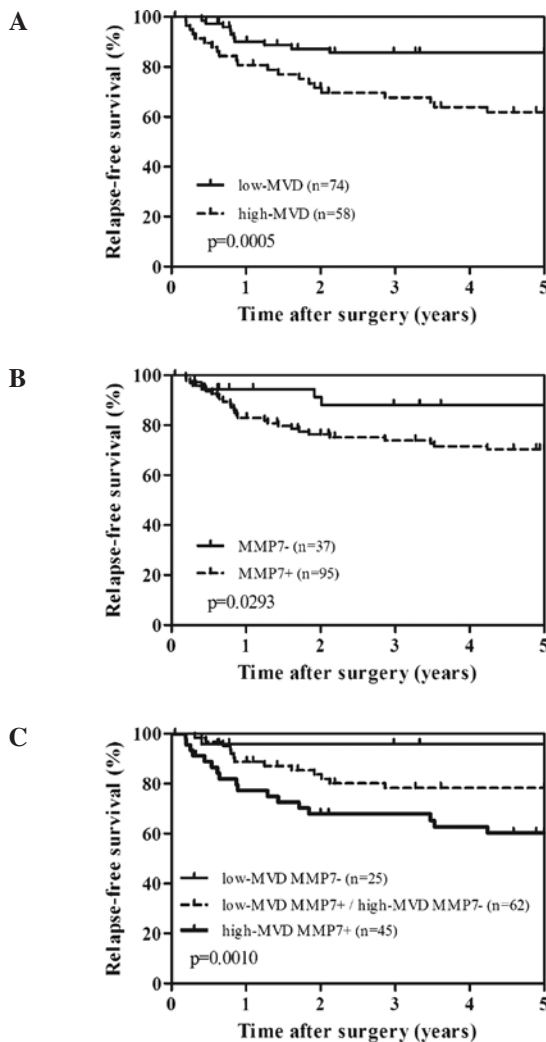 A
Relapse-free survival (%)
100
80
60
40
20
0
low-MVD (n=74)
high-MVD (n=58)
p=0.0005
0 1 2 3 4 5
Time after surgery (years)
B
Relapse-free survival (%)
100
80
60
40
20
0
MMP7- (n=37)
MMP7+ (n=95)
p=0.0293
0 1 2 3 4 5
Time after surgery (years)
C
Relapse-free survival (%)
100
80
60
40
20
0
low-MVD MMP7- (n=25)
low-MVD MMP7+ / high-MVD MMP7- (n=62)
high-MVD MMP7+ (n=45)
p=0.0010
0 1 2 3 4 5
Time after surgery (years)